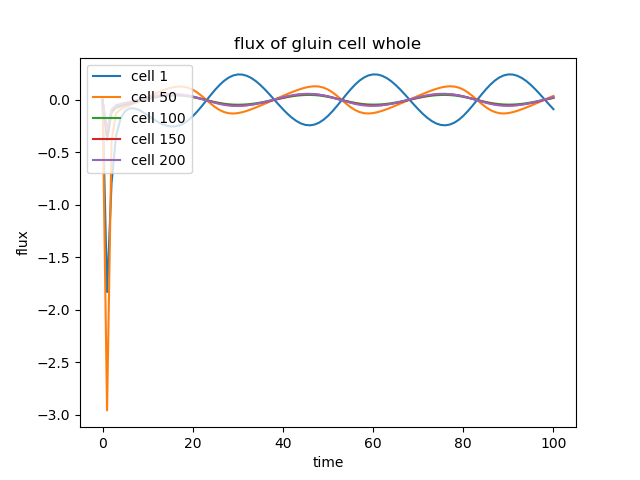 flux of gluin cell whole
cell 1
cell 50
cell 100
cell 150
cell 200
0.0
−0.5
−1.0
−1.5
−2.0
−2.5
−3.0
flux
0 20 40 60 80 100
time